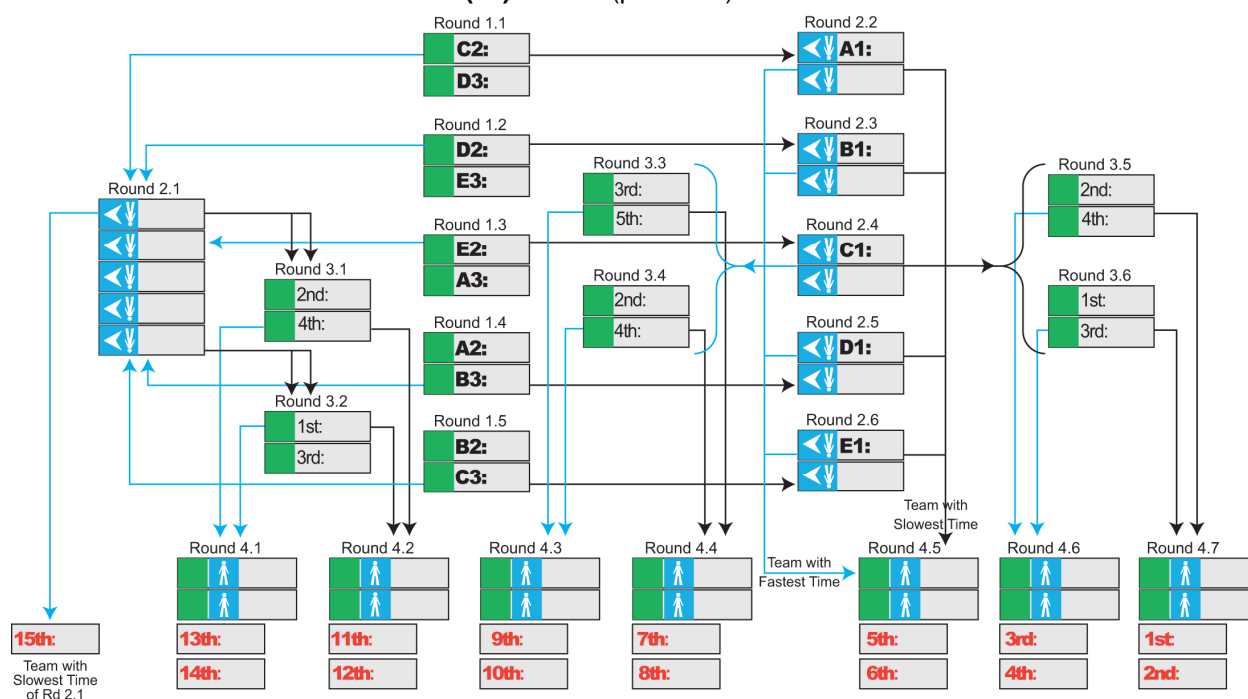 Round 1.1
C2:
D3:
Round 2.2
A1:
Round 1.2
D2:
E3:
Round 2.3
B1:
Round 3.3
3rd:
5th:
Round 3.5
2nd:
4th:
Round 2.1
Round 1.3
E2:
A3:
Round 2.4
C1:
Round 3.1
2nd:
4th:
Round 3.4
2nd:
4th:
Round 3.6
1st:
3rd:
Round 1.4
A2:
B3:
Round 2.5
D1:
Round 3.2
1st:
3rd:
Round 1.5
B2:
C3:
Round 2.6
E1:
Team with
Slowest Time
Round 4.1
Round 4.2
Round 4.3
Round 4.4
Team with
Fastest Time
Round 4.5
Round 4.6
Round 4.7
15th:
Team with
Slowest Time
of Rd 2.1
13th:
14th:
11th:
12th:
9th:
10th:
7th:
8th:
5th:
6th:
3rd:
4th:
1st:
2nd: